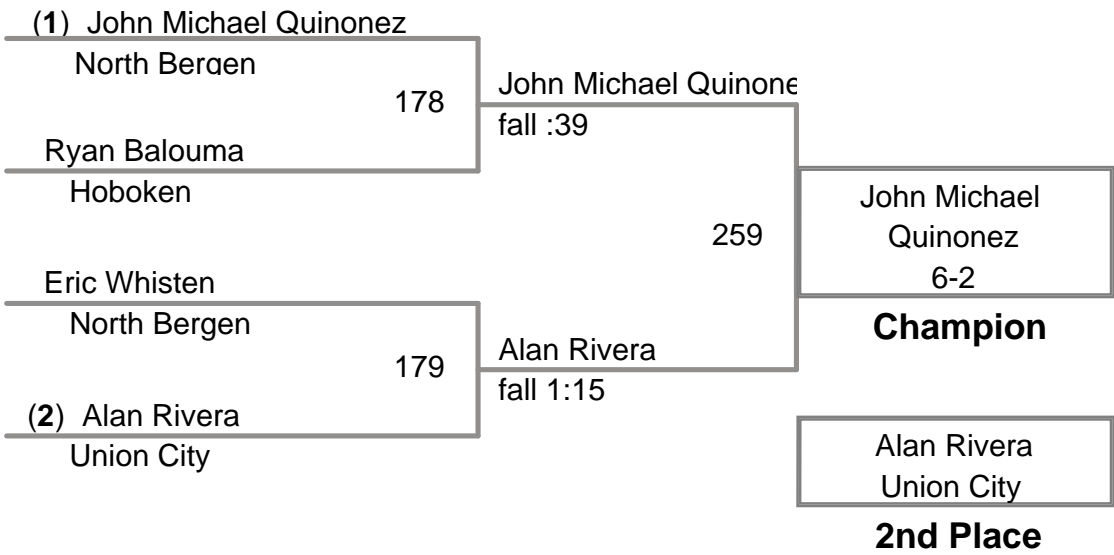 (1) John Michael Quinonez
North Bergen
178
John Michael Quinone
fall :39
Ryan Balouma
Hoboken
259
John Michael
Quinonez
6-2
Champion
Eric Whisten
North Bergen
179
Alan Rivera
fall 1:15
(2) Alan Rivera
Union City
Alan Rivera
Union City
2nd Place